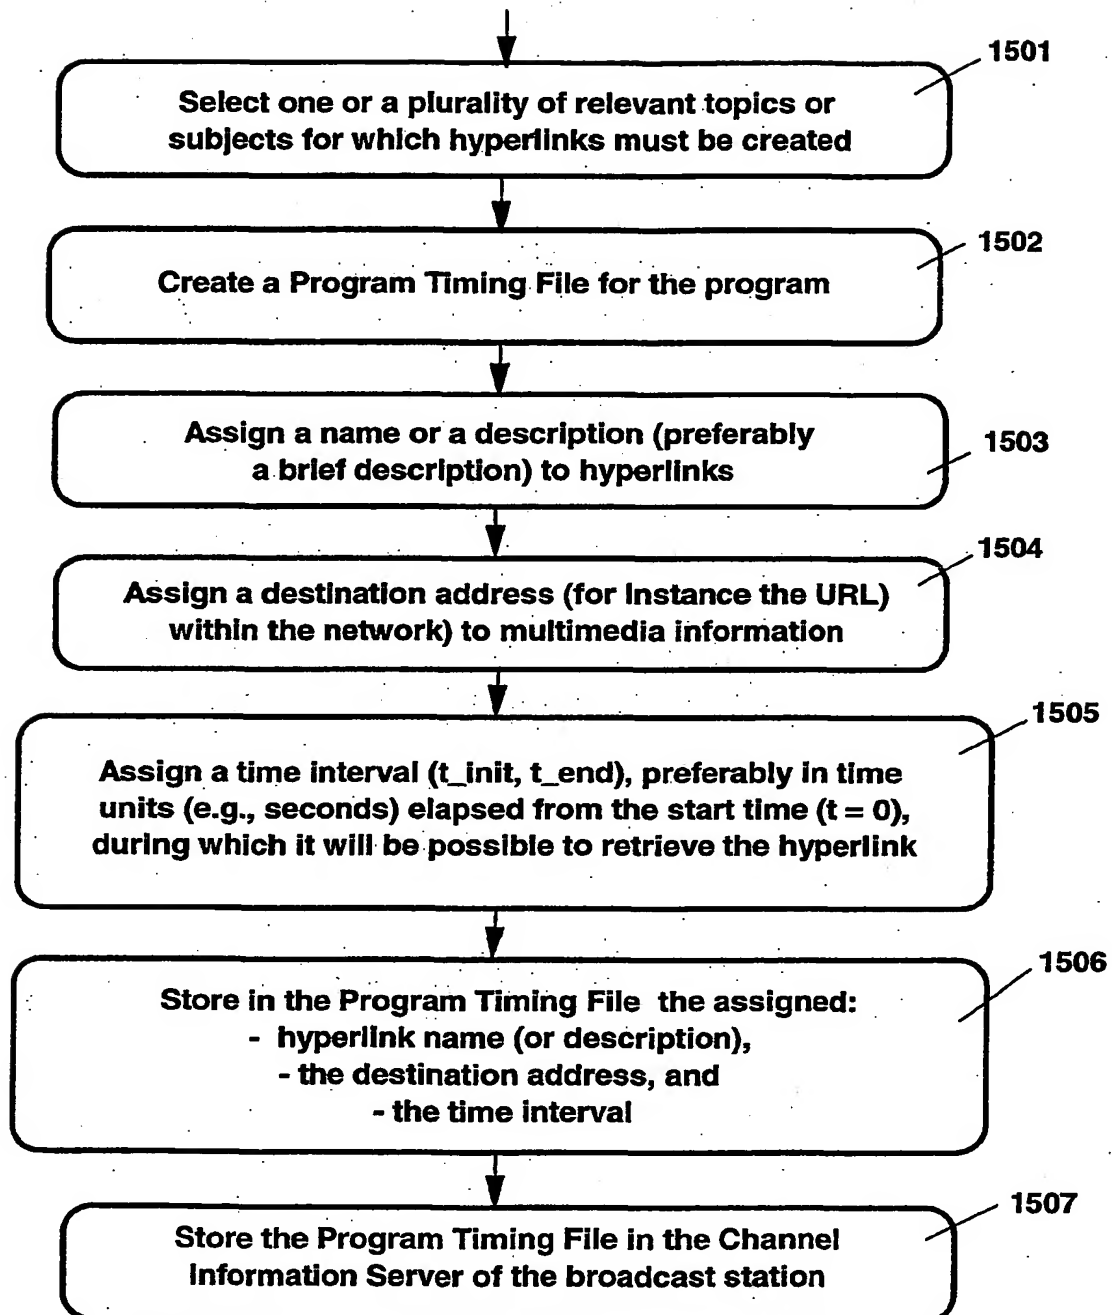 1501
Select one or a plurality of relevant topics or
subjects for which hyperlinks must be created
1502
Create a Program Timing File for the program
1503
Assign a name or a description (preferably
a brief description) to hyperlinks
1504
Assign a destination address (for Instance the URL)
within the network) to multimedia information
1505
Assign a time interval (t_init, t_end), preferably in time
units (e.g., seconds) elapsed from the start time (t = 0),
during which it will be possible to retrieve the hyperlink
1506
Store in the Program Timing File the assigned:
- hyperlink name (or description),
- the destination address, and
- the time interval
1507
Store the Program Timing File in the Channel
Information Server of the broadcast station